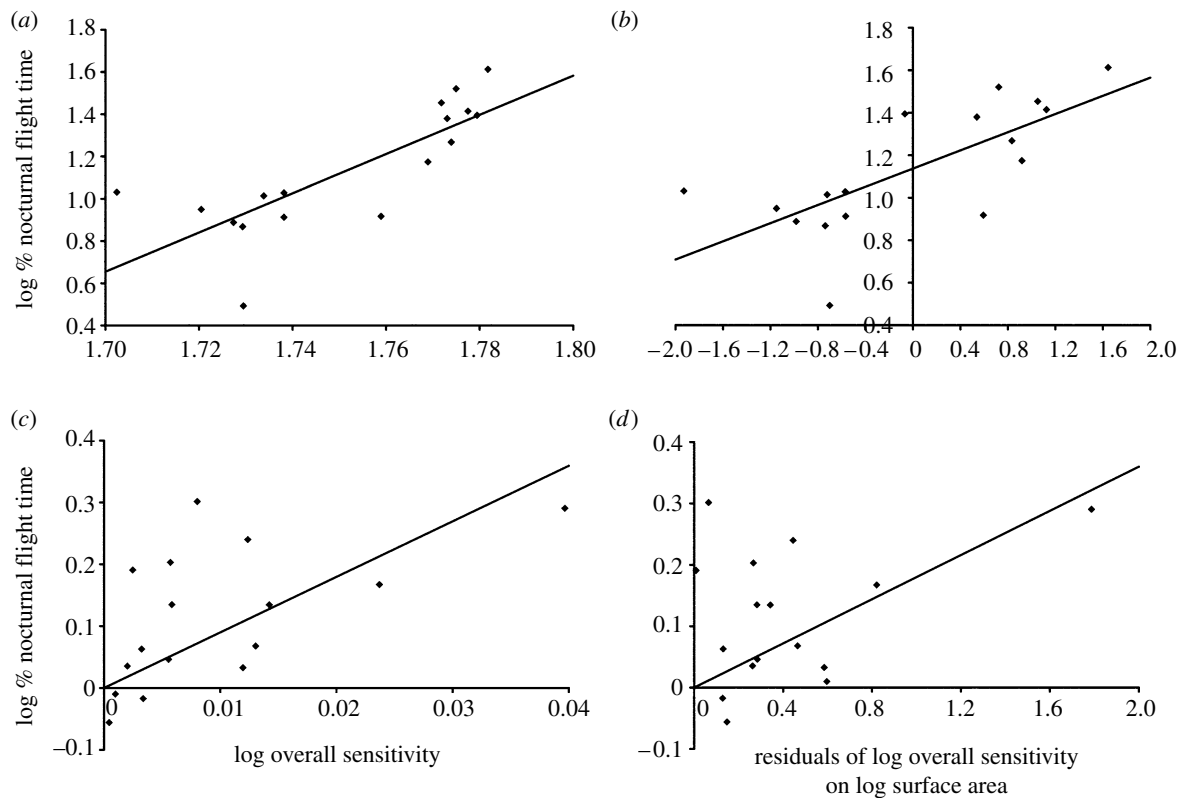 (a)
log % nocturnal flight time
1.8
1.6
1.4
1.2
1.0
0.8
0.6
0.4
1.70 1.72 1.74 1.76 1.78 1.80
(b)
1.8
1.6
1.4
1.2
1.0
0.8
0.6
0.4
−2.0 −1.6 −1.2 −0.8 −0.4 0 0.4 0.8 1.6 2.0
(c)
log % nocturnal flight time
0.4
0.3
0.2
0.1
0
−0.1
0 0.01 0.02 0.03 0.04
log overall sensitivity
(d)
0.4
0.3
0.2
0.1
0
−0.1
0 0.4 0.8 1.2 1.6 2.0
residuals of log overall sensitivity
on log surface area